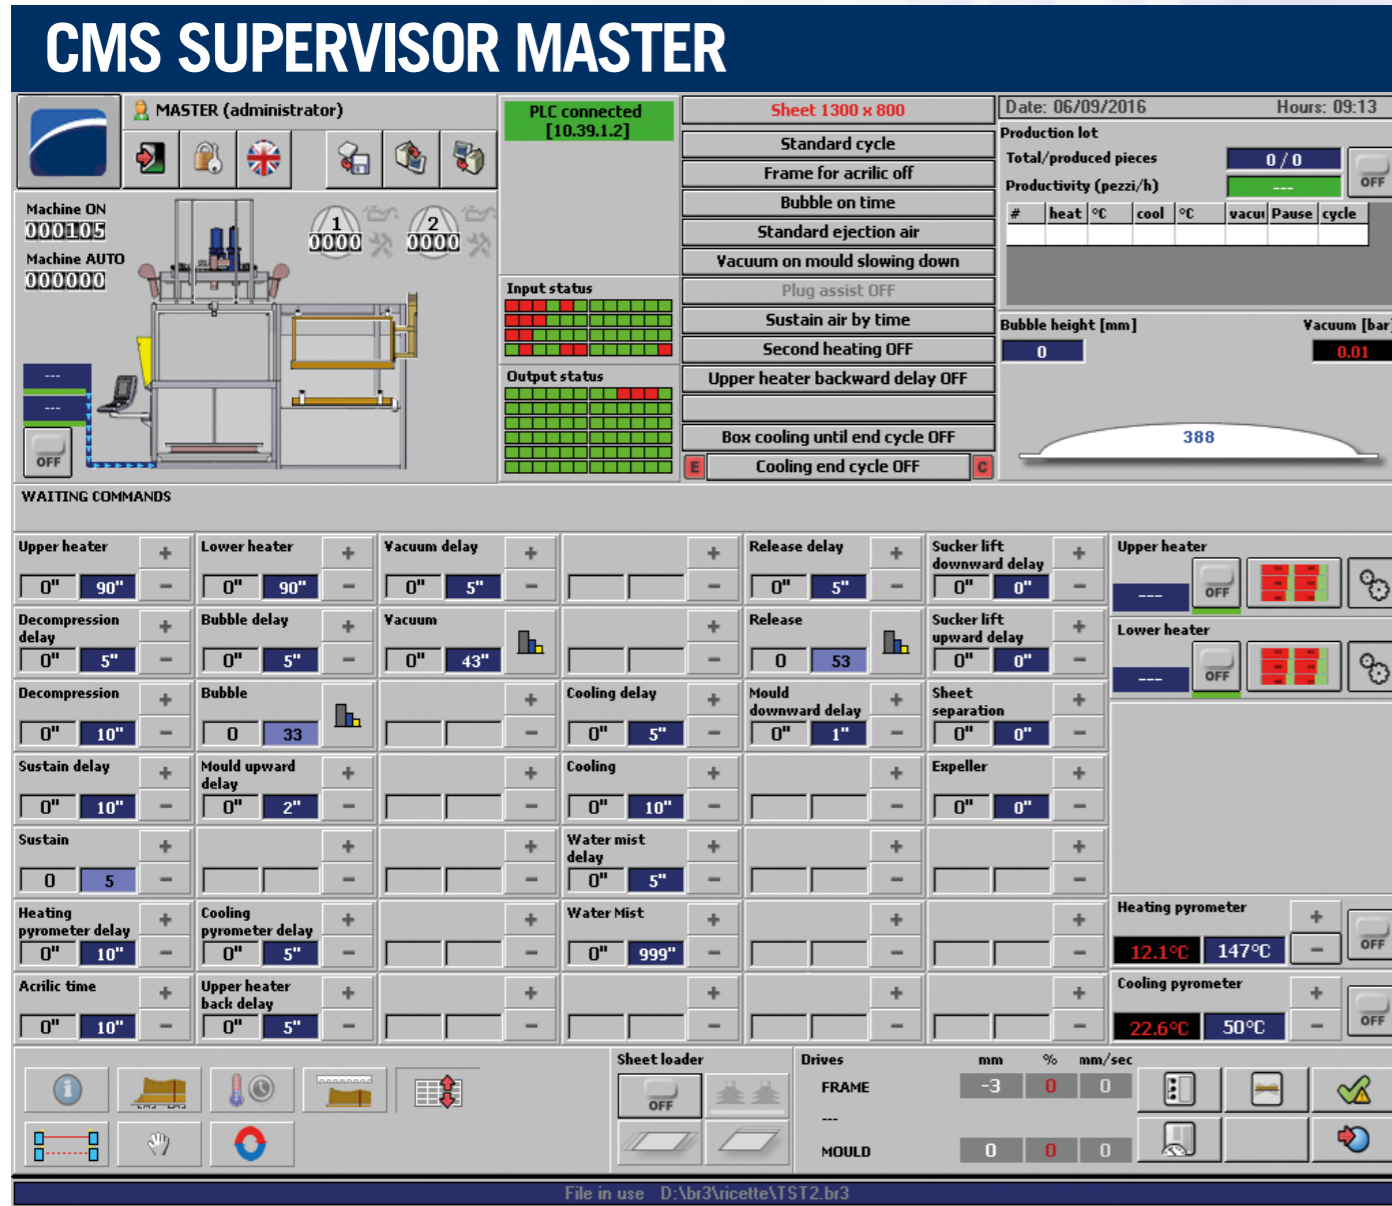 CMS SUPERVISOR MASTER
MASTER (administrator)
PLC connected
[10.39.1.2]
Sheet 1300 x 800
Date: 06/09/2016 Hours: 09:13
Standard cycle
Frame for acrilic off
Bubble on time
Standard ejection air
Vacuum on mould slowing down
Plug assist OFF
Sustain air by time
Second heating OFF
Upper heater backward delay OFF
Box cooling until end cycle OFF
E Cooling end cycle OFF C
Production lot
Total/produced pieces 0 / 0
OFF
Productivity (pezzi/h) ---
# heat °C cool °C vacu Pause cycle
Machine ON
000105
Machine AUTO
000000
1 2
0000 0000
---
---
OFF
Input status
Output status
Bubble height [mm] Vacuum [bar]
0 0.01
388
WAITING COMMANDS
Upper heater + Lower heater + Vacuum delay + + Release delay + Sucker lift downward delay +
0" 90" - 0" 90" - 0" 5" - - 0" 5" - 0" 0" -
Upper heater
--- OFF
Decompression delay + Bubble delay + Vacuum + Release Sucker lift upward delay +
0" 5" - 0" 5" - 0" 43" - 0 53 0" 0" -
Lower heater
--- OFF
Decompression + Bubble + Cooling delay + Mould downward delay + Sheet separation +
0" 10" - 0 33 - 0" 5" - 0" 1" - 0" 0" -
Sustain delay + Mould upward delay + + Cooling + + Expeller +
0" 10" - 0" 2" - - 0" 10" - - 0" 0" -
Sustain + + + Water mist delay + + +
0 5 - - - 0" 5" - - -
Heating pyrometer delay + Cooling pyrometer delay + + Water Mist + + +
0" 10" - 0" 5" - - 0" 999" - - -
Heating pyrometer +
12.1°C 147°C - OFF
Acrilic time + Upper heater back delay + + + + +
0" 10" - 0" 5" - - - - -
Cooling pyrometer +
22.6°C 50°C - OFF
Sheet loader
OFF
Drives mm % mm/sec
FRAME -3 0 0
---
MOULD 0 0 0
File in use D:\br3\ricette\TST2.br3